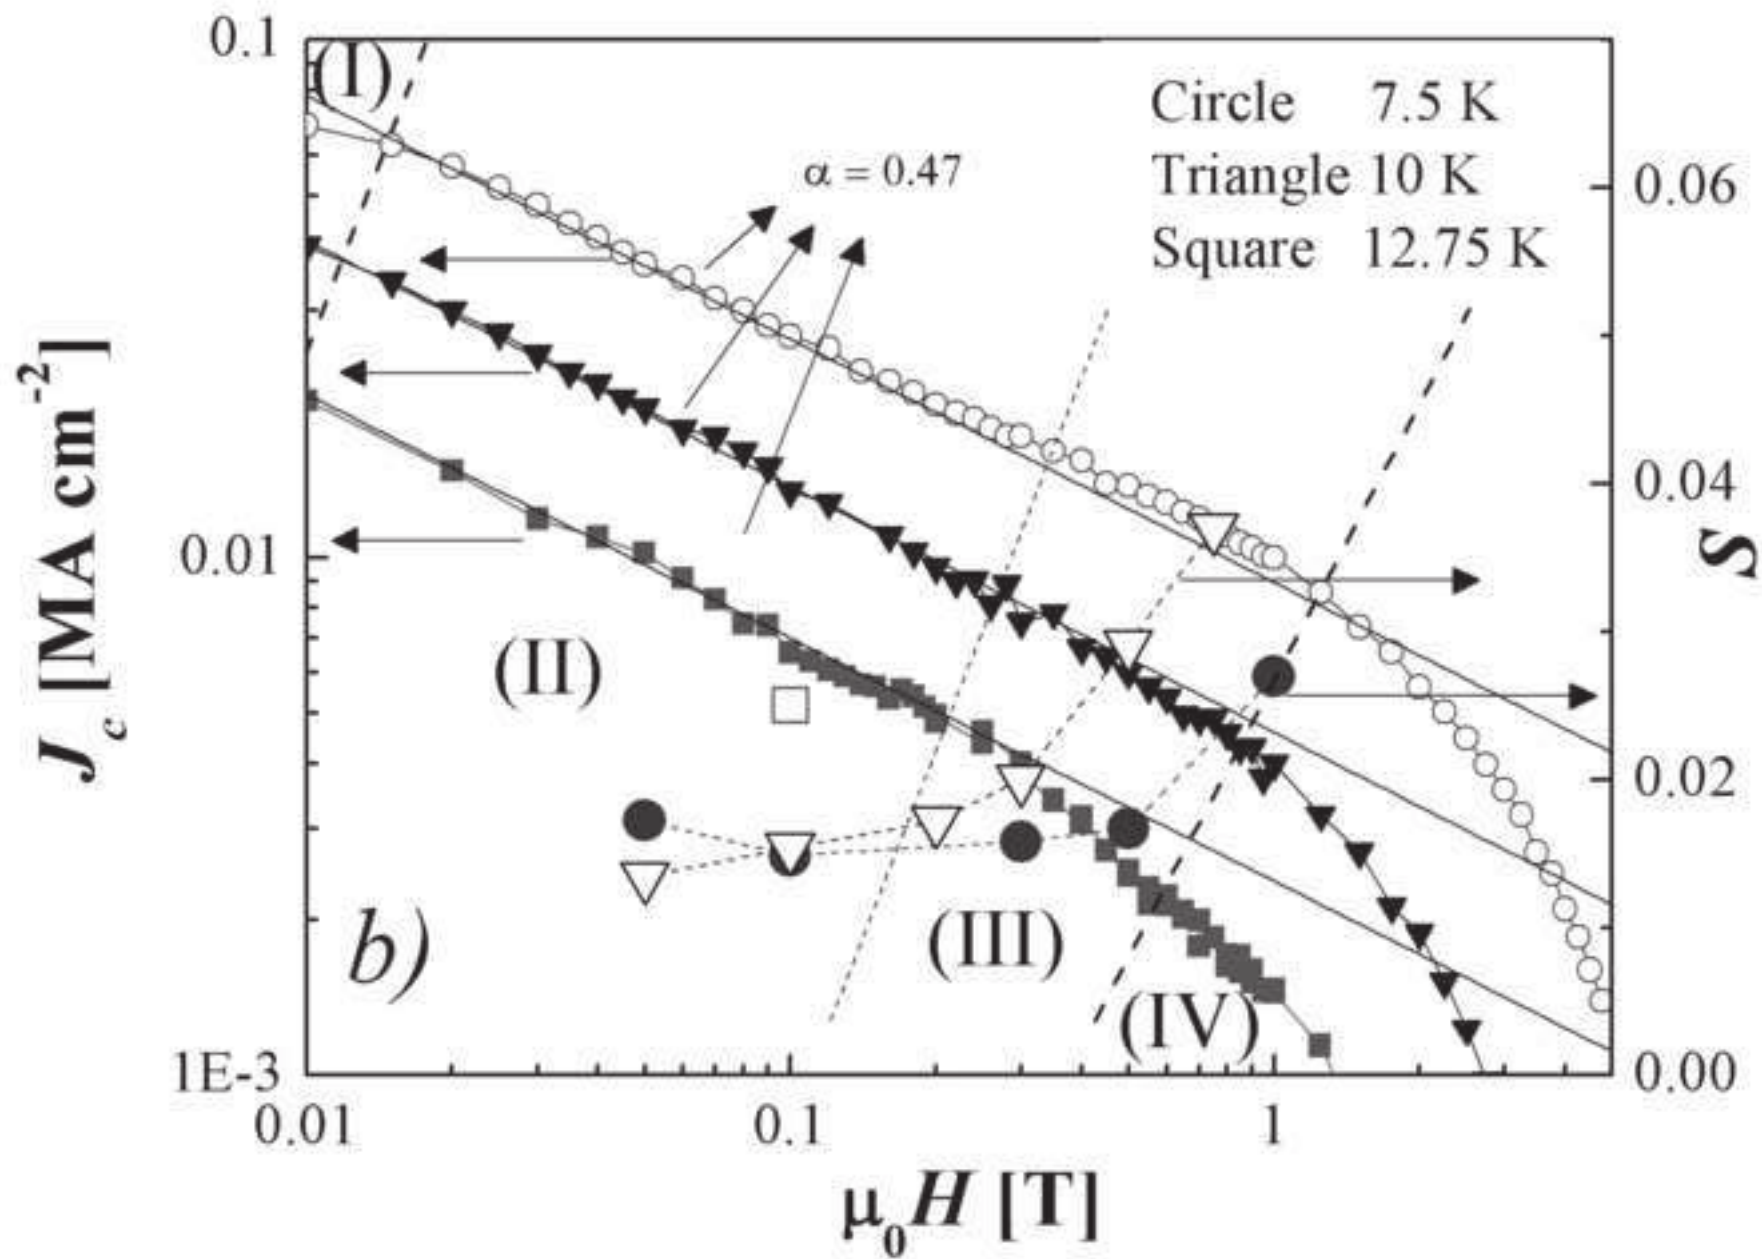 0.1
(I)
Circle 7.5 K
α = 0.47
Triangle 10 K
0.06
Square 12.75 K
J_c [MA cm^-2]
0.04
S
0.01
(II)
0.02
b)
(III)
(IV)
1E-3
0.00
0.01
0.1
1
μ_0H [T]